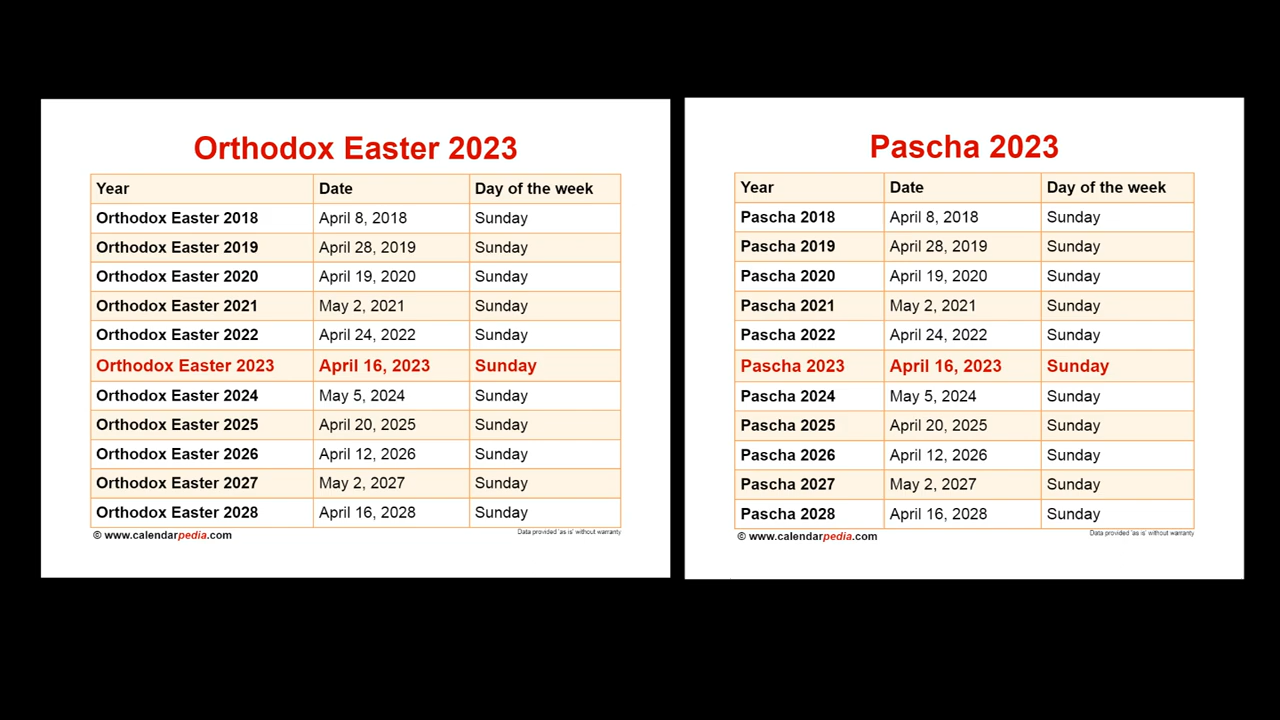 Orthodox Easter 2023
Year Date Day of the week
Orthodox Easter 2018 April 8, 2018 Sunday
Orthodox Easter 2019 April 28, 2019 Sunday
Orthodox Easter 2020 April 19, 2020 Sunday
Orthodox Easter 2021 May 2, 2021 Sunday
Orthodox Easter 2022 April 24, 2022 Sunday
Orthodox Easter 2023 April 16, 2023 Sunday
Orthodox Easter 2024 May 5, 2024 Sunday
Orthodox Easter 2025 April 20, 2025 Sunday
Orthodox Easter 2026 April 12, 2026 Sunday
Orthodox Easter 2027 May 2, 2027 Sunday
Orthodox Easter 2028 April 16, 2028 Sunday
© www.calendarpedia.com Data provided 'as is' without warranty
Pascha 2023
Year Date Day of the week
Pascha 2018 April 8, 2018 Sunday
Pascha 2019 April 28, 2019 Sunday
Pascha 2020 April 19, 2020 Sunday
Pascha 2021 May 2, 2021 Sunday
Pascha 2022 April 24, 2022 Sunday
Pascha 2023 April 16, 2023 Sunday
Pascha 2024 May 5, 2024 Sunday
Pascha 2025 April 20, 2025 Sunday
Pascha 2026 April 12, 2026 Sunday
Pascha 2027 May 2, 2027 Sunday
Pascha 2028 April 16, 2028 Sunday
© www.calendarpedia.com Data provided 'as is' without warranty